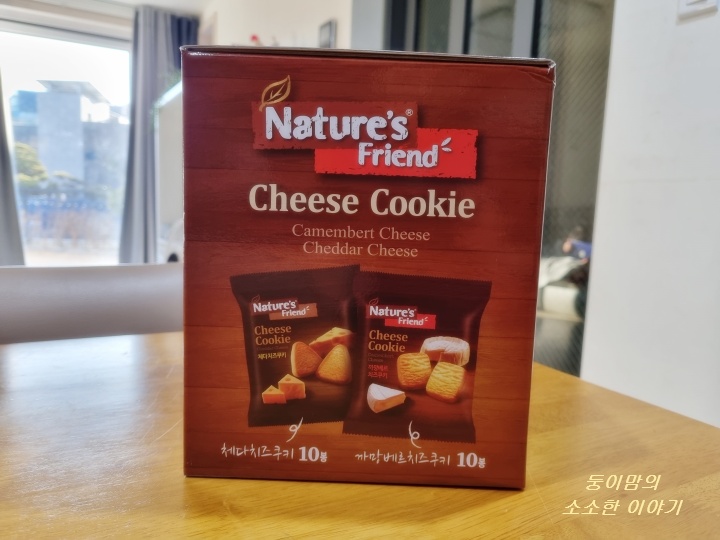 Nature's®
Friend
Cheese Cookie
Camembert Cheese
Cheddar Cheese
Nature's
Friend
Cheese
Cookie
체다치즈쿠키
Nature's
Friend
Cheese
Cookie
까망베르
치즈쿠키
체다치즈쿠키 10봉
까망베르치즈쿠키 10봉
둥이맘의
소소한 이야기